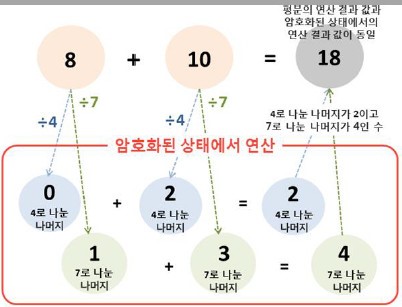 평문의 연산 결과 값과
암호화된 상태에서의
연산 결과 값이 동일
8 + 10 = 18
÷4 ÷7 ÷4 ÷7
4로 나눈 나머지가 2이고
7로 나눈 나머지가 4인 수
암호화된 상태에서 연산
0 + 2 = 2
4로 나눈
나머지
4로 나눈
나머지
4로 나눈
나머지
1 + 3 = 4
7로 나눈
나머지
7로 나눈
나머지
7로 나눈
나머지